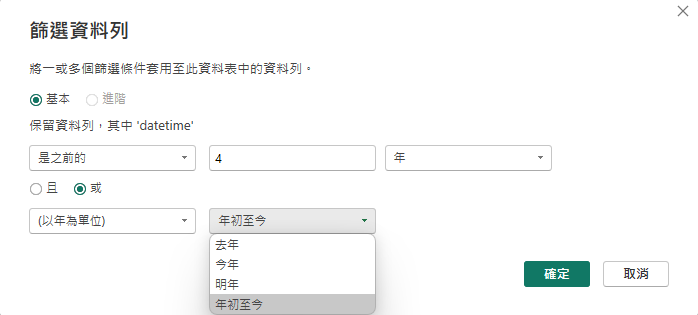 篩選資料列
將一或多個篩選條件套用至此資料表中的資料列。
基本 進階
保留資料列，其中 'datetime'
是之前的 4 年
且 或
(以年為單位) 年初至今
去年
今年
明年
年初至今
確定 取消